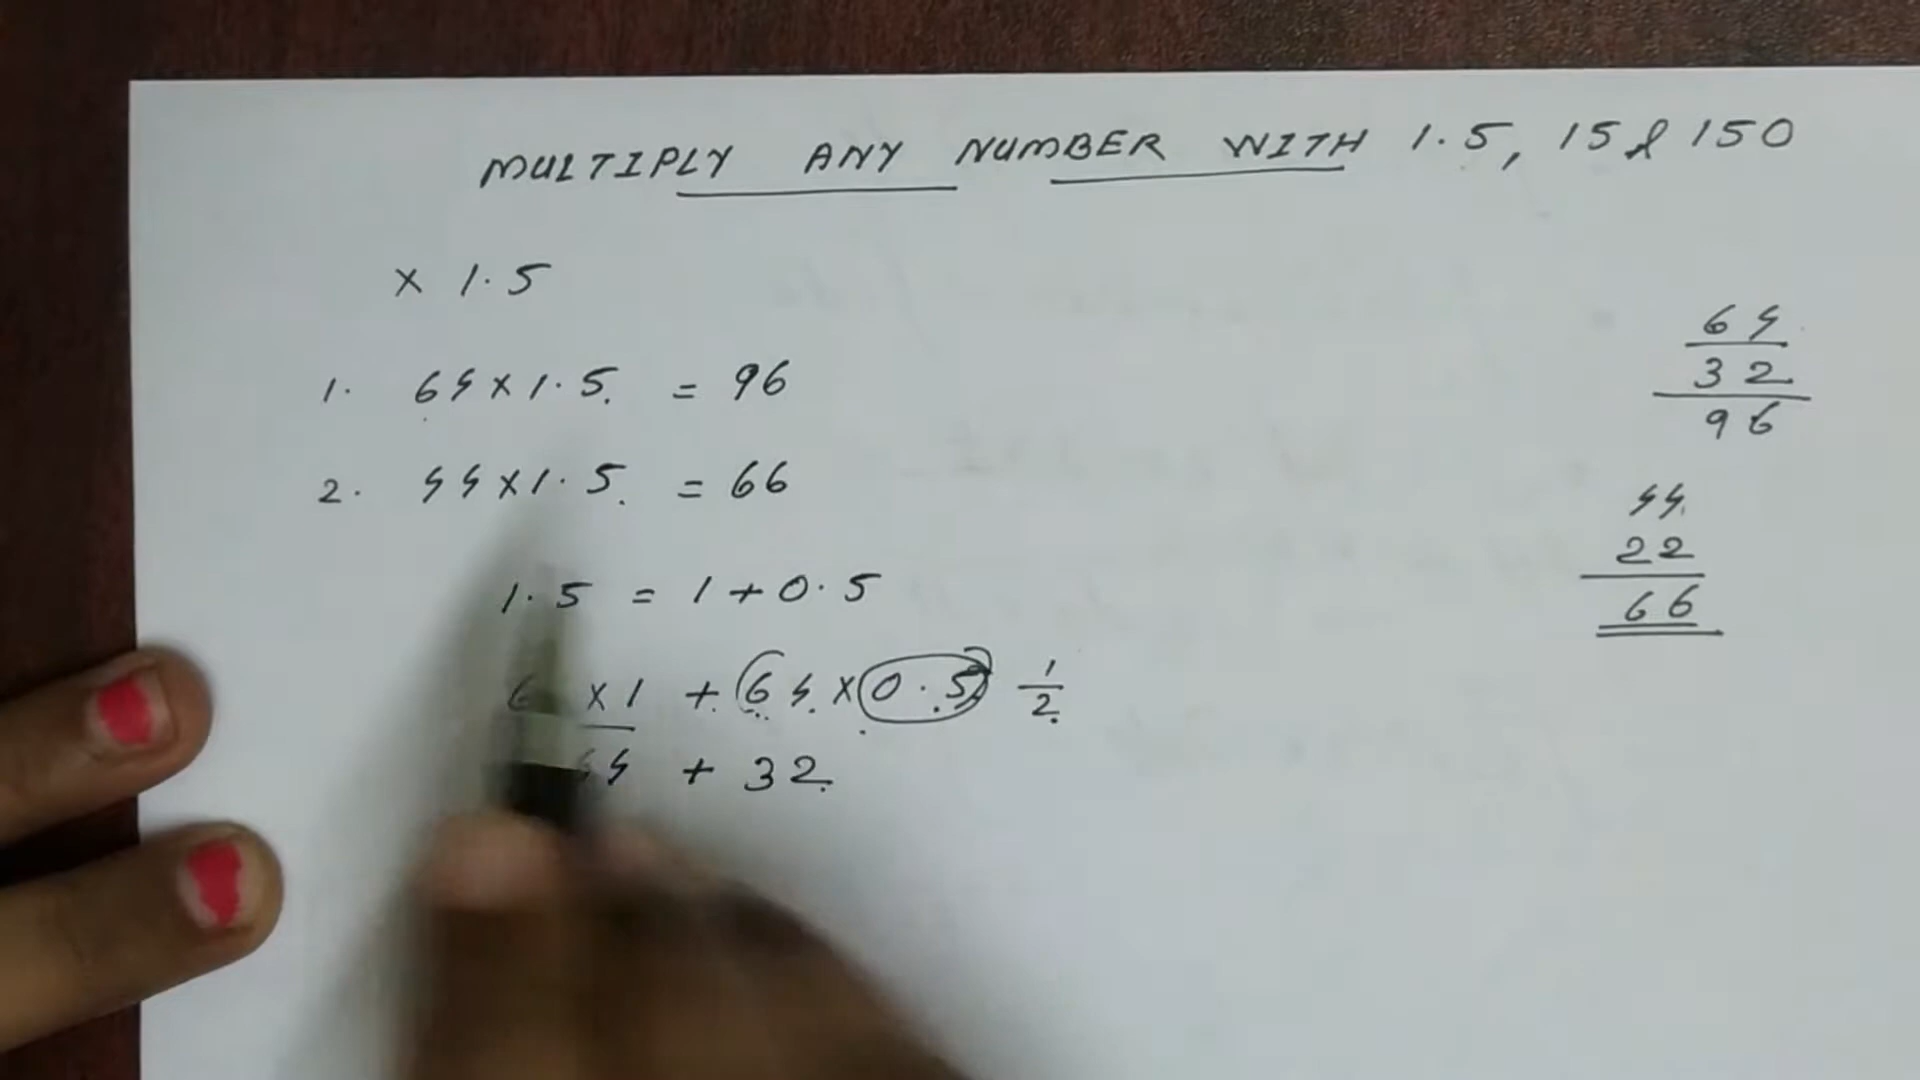 MULTIPLY ANY NUMBER WITH 1.5, 15 & 150
× 1.5
1. 64 × 1.5 = 96
2. 44 × 1.5 = 66
1.5 = 1 + 0.5
6 × 1 + (64 × 0.5) 1/2
64 + 32
64
32
96
44
22
66